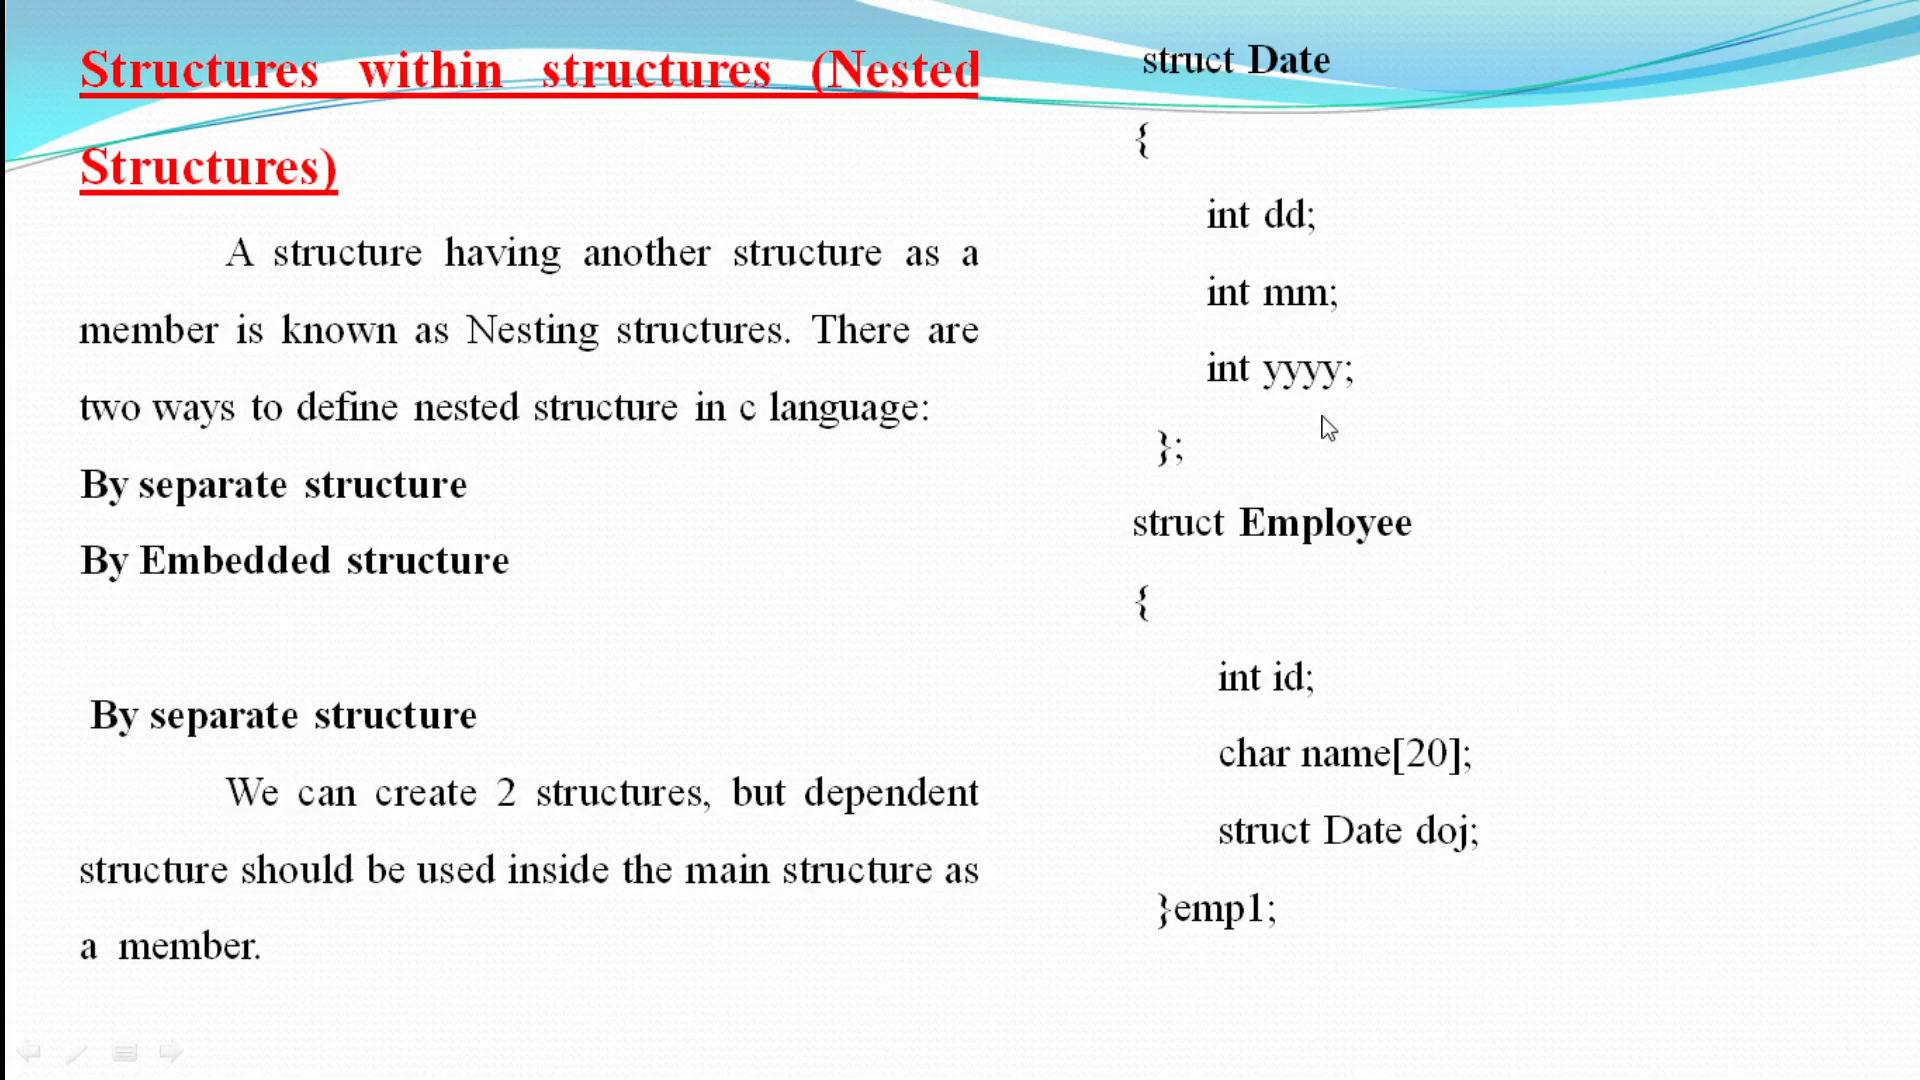 Structures within structures (Nested
Structures)
A structure having another structure as a
member is known as Nesting structures. There are
two ways to define nested structure in c language:
By separate structure
By Embedded structure
By separate structure
We can create 2 structures, but dependent
structure should be used inside the main structure as
a member.
struct Date
{
int dd;
int mm;
int yyyy;
};
struct Employee
{
int id;
char name[20];
struct Date doj;
}emp1;